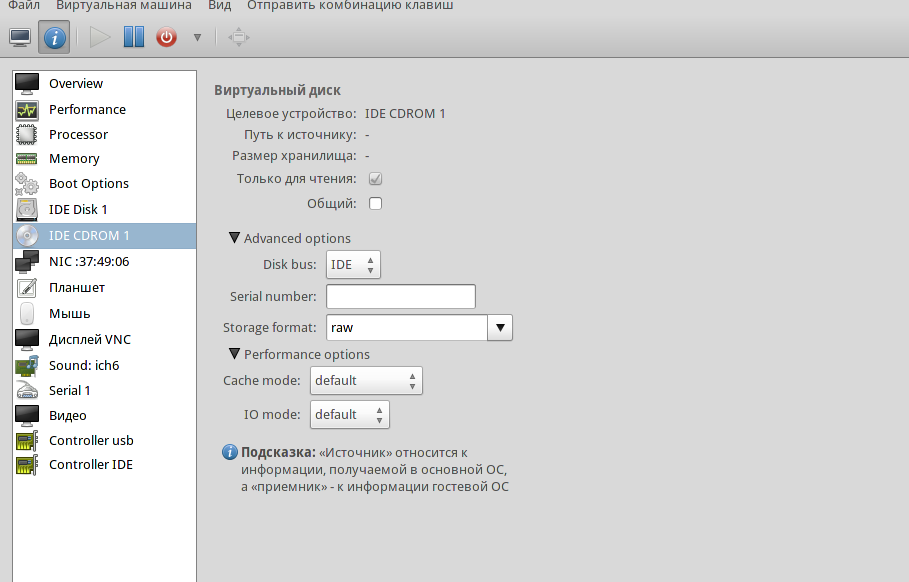 Файл Виртуальная машина Вид Отправить комбинацию клавиш
Overview
Performance
Processor
Memory
Boot Options
IDE Disk 1
IDE CDROM 1
NIC :37:49:06
Планшет
Мышь
Дисплей VNC
Sound: ich6
Serial 1
Видео
Controller usb
Controller IDE
Виртуальный диск
Целевое устройство: IDE CDROM 1
Путь к источнику: -
Размер хранилища: -
Только для чтения:
Общий:
Advanced options
Disk bus: IDE
Serial number:
Storage format: raw
Performance options
Cache mode: default
IO mode: default
Подсказка: «Источник» относится к
информации, получаемой в основной ОС,
а «приемник» - к информации гостевой ОС